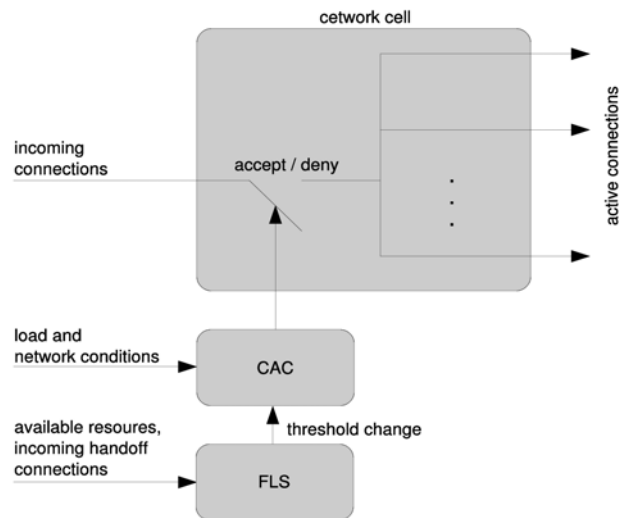 cetwork cell
incoming
connections
accept / deny
active connections
load and
network conditions
CAC
threshold change
available resoures,
incoming handoff
connections
FLS